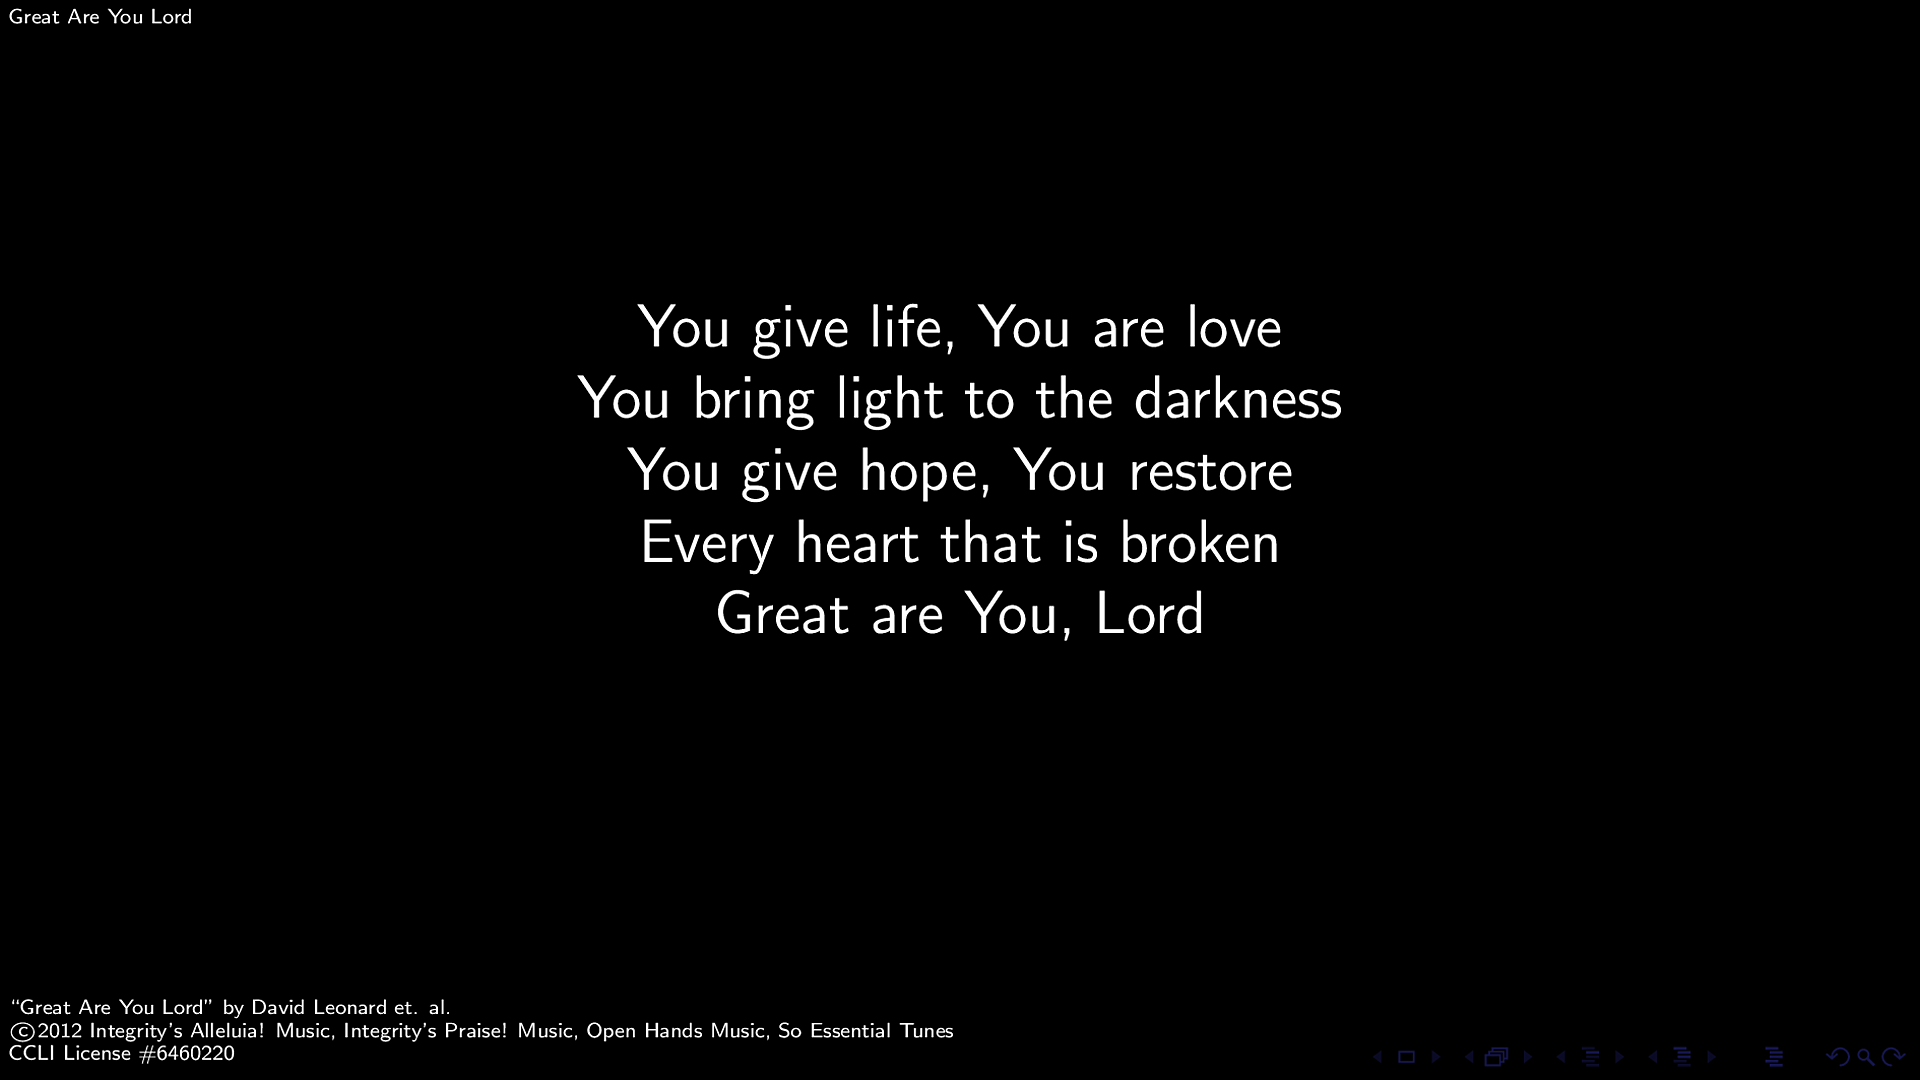 Great Are You Lord
You give life, You are love
You bring light to the darkness
You give hope, You restore
Every heart that is broken
Great are You, Lord
“Great Are You Lord” by David Leonard et. al.
©2012 Integrity’s Alleluia! Music, Integrity’s Praise! Music, Open Hands Music, So Essential Tunes
CCLI License #6460220